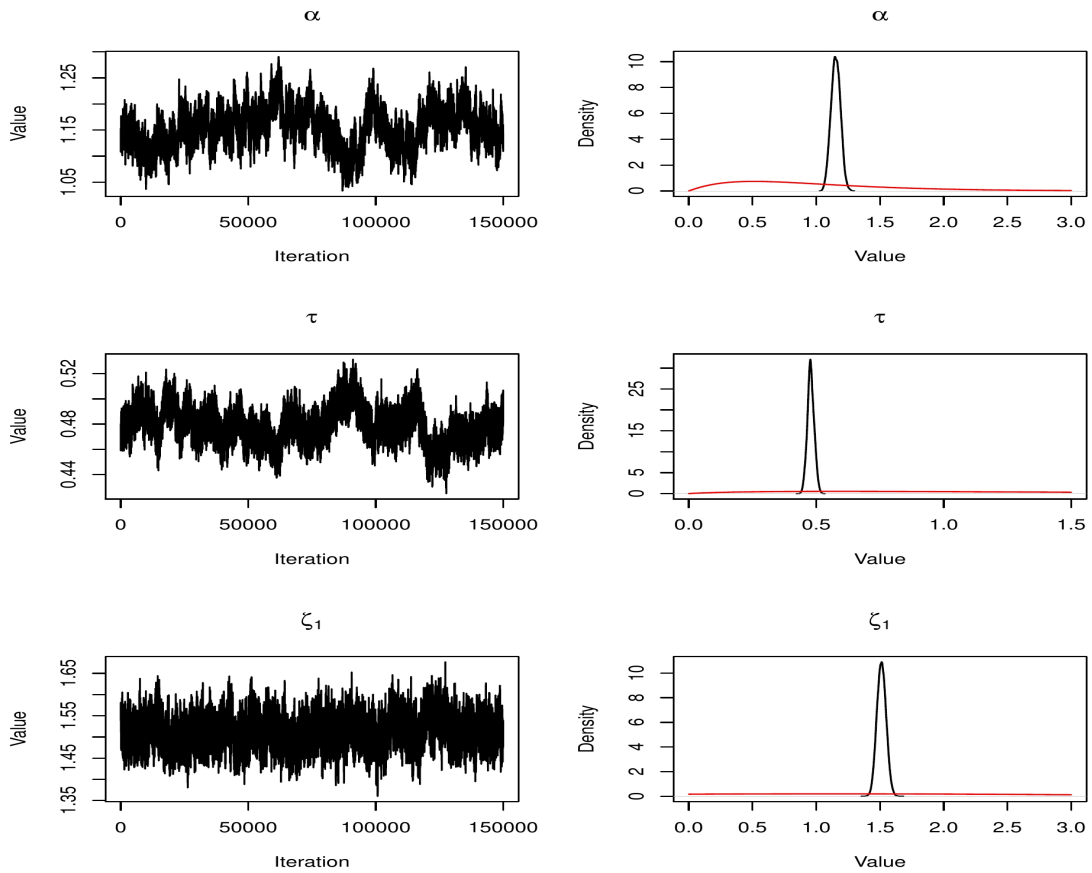 α
Value
1.05 1.15 1.25
0 50000 100000 150000
Iteration
α
Density
0 2 4 6 8 10
0.0 0.5 1.0 1.5 2.0 2.5 3.0
Value
τ
Value
0.44 0.48 0.52
0 50000 100000 150000
Iteration
τ
Density
0 5 15 25
0.0 0.5 1.0 1.5
Value
ζ1
Value
1.35 1.45 1.55 1.65
0 50000 100000 150000
Iteration
ζ1
Density
0 2 4 6 8 10
0.0 0.5 1.0 1.5 2.0 2.5 3.0
Value